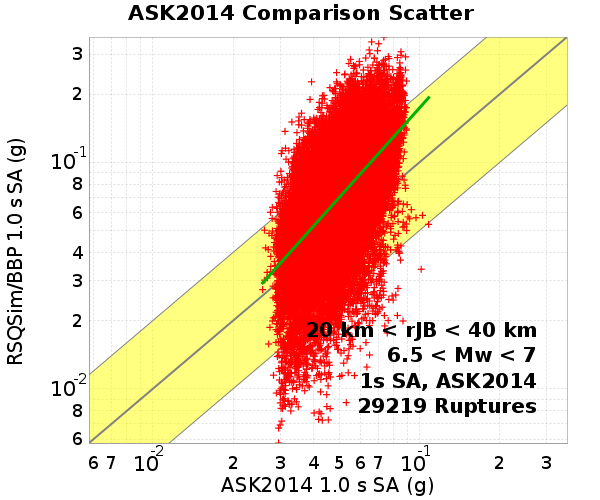 ASK2014 Comparison Scatter
RSQSim/BBP 1.0 s SA (g)
3
2
10⁻¹
8
6
4
3
2
10⁻²
8
6
20 km < rJB < 40 km
6.5 < Mw < 7
1s SA, ASK2014
29219 Ruptures
6 7 10⁻² 2 3 4 5 6 7 10⁻¹ 2 3
ASK2014 1.0 s SA (g)